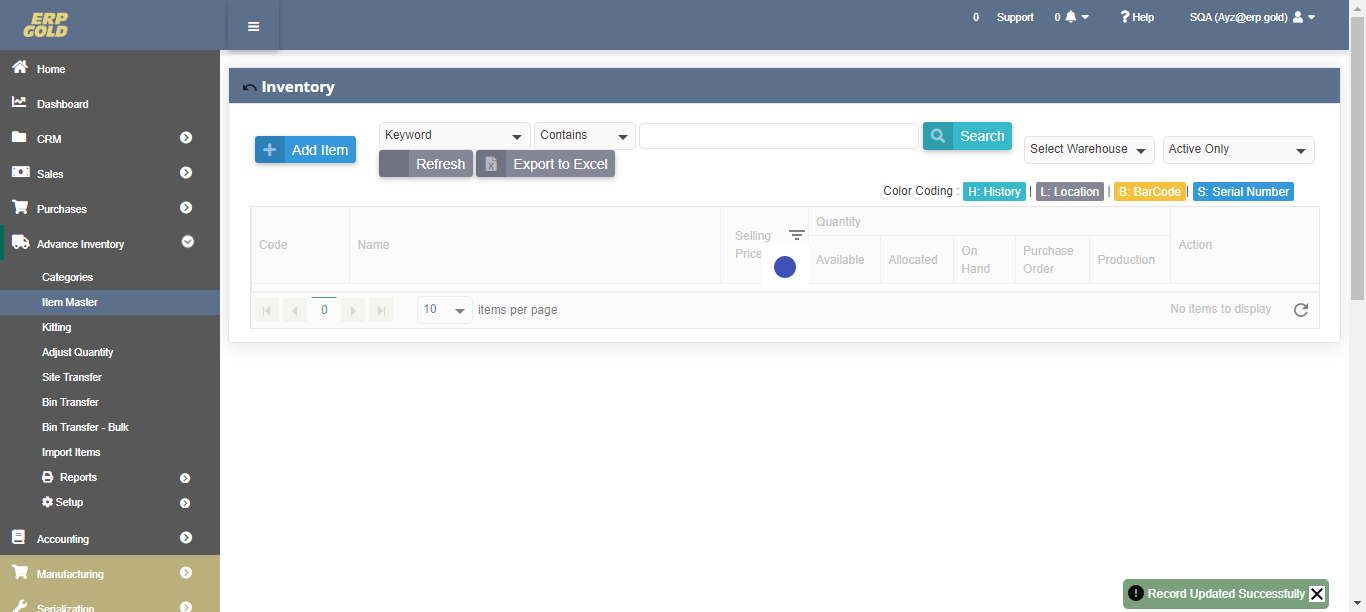 ERP
GOLD
0 Support 0 Help SQA (Ayz@erp.gold)
Home
Dashboard
CRM
Sales
Purchases
Advance Inventory
Categories
Item Master
Kitting
Adjust Quantity
Site Transfer
Bin Transfer
Bin Transfer - Bulk
Import Items
Reports
Setup
Accounting
Manufacturing
Serialization
Inventory
Add Item
Keyword Contains Search
Refresh Export to Excel
Select Warehouse Active Only
Color Coding : H: History | L: Location | B: BarCode | S: Serial Number
Code Name Selling Price Quantity Action
Available Allocated On Hand Purchase Order Production
0 10 items per page No items to display
Record Updated Successfully